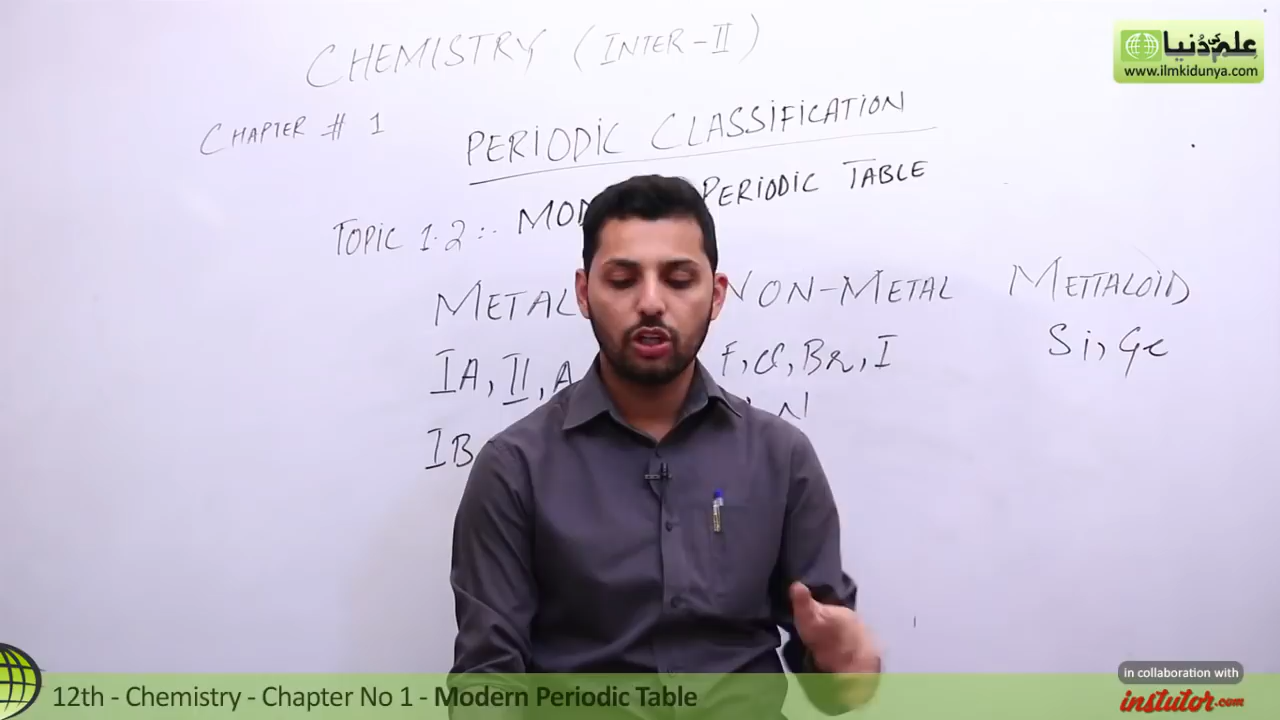 CHEMISTRY (INTER-II)
علم کی دُنیا
www.ilmkidunya.com
CHAPTER # 1
PERIODIC CLASSIFICATION
TOPIC 1.2:- MOD PERIODIC TABLE
METAL NON-METAL METTALOID
IA, II, A F, Cl, Br, I Si, Ge
IB N
in collaboration with
12th - Chemistry - Chapter No 1 - Modern Periodic Table
instutor.com